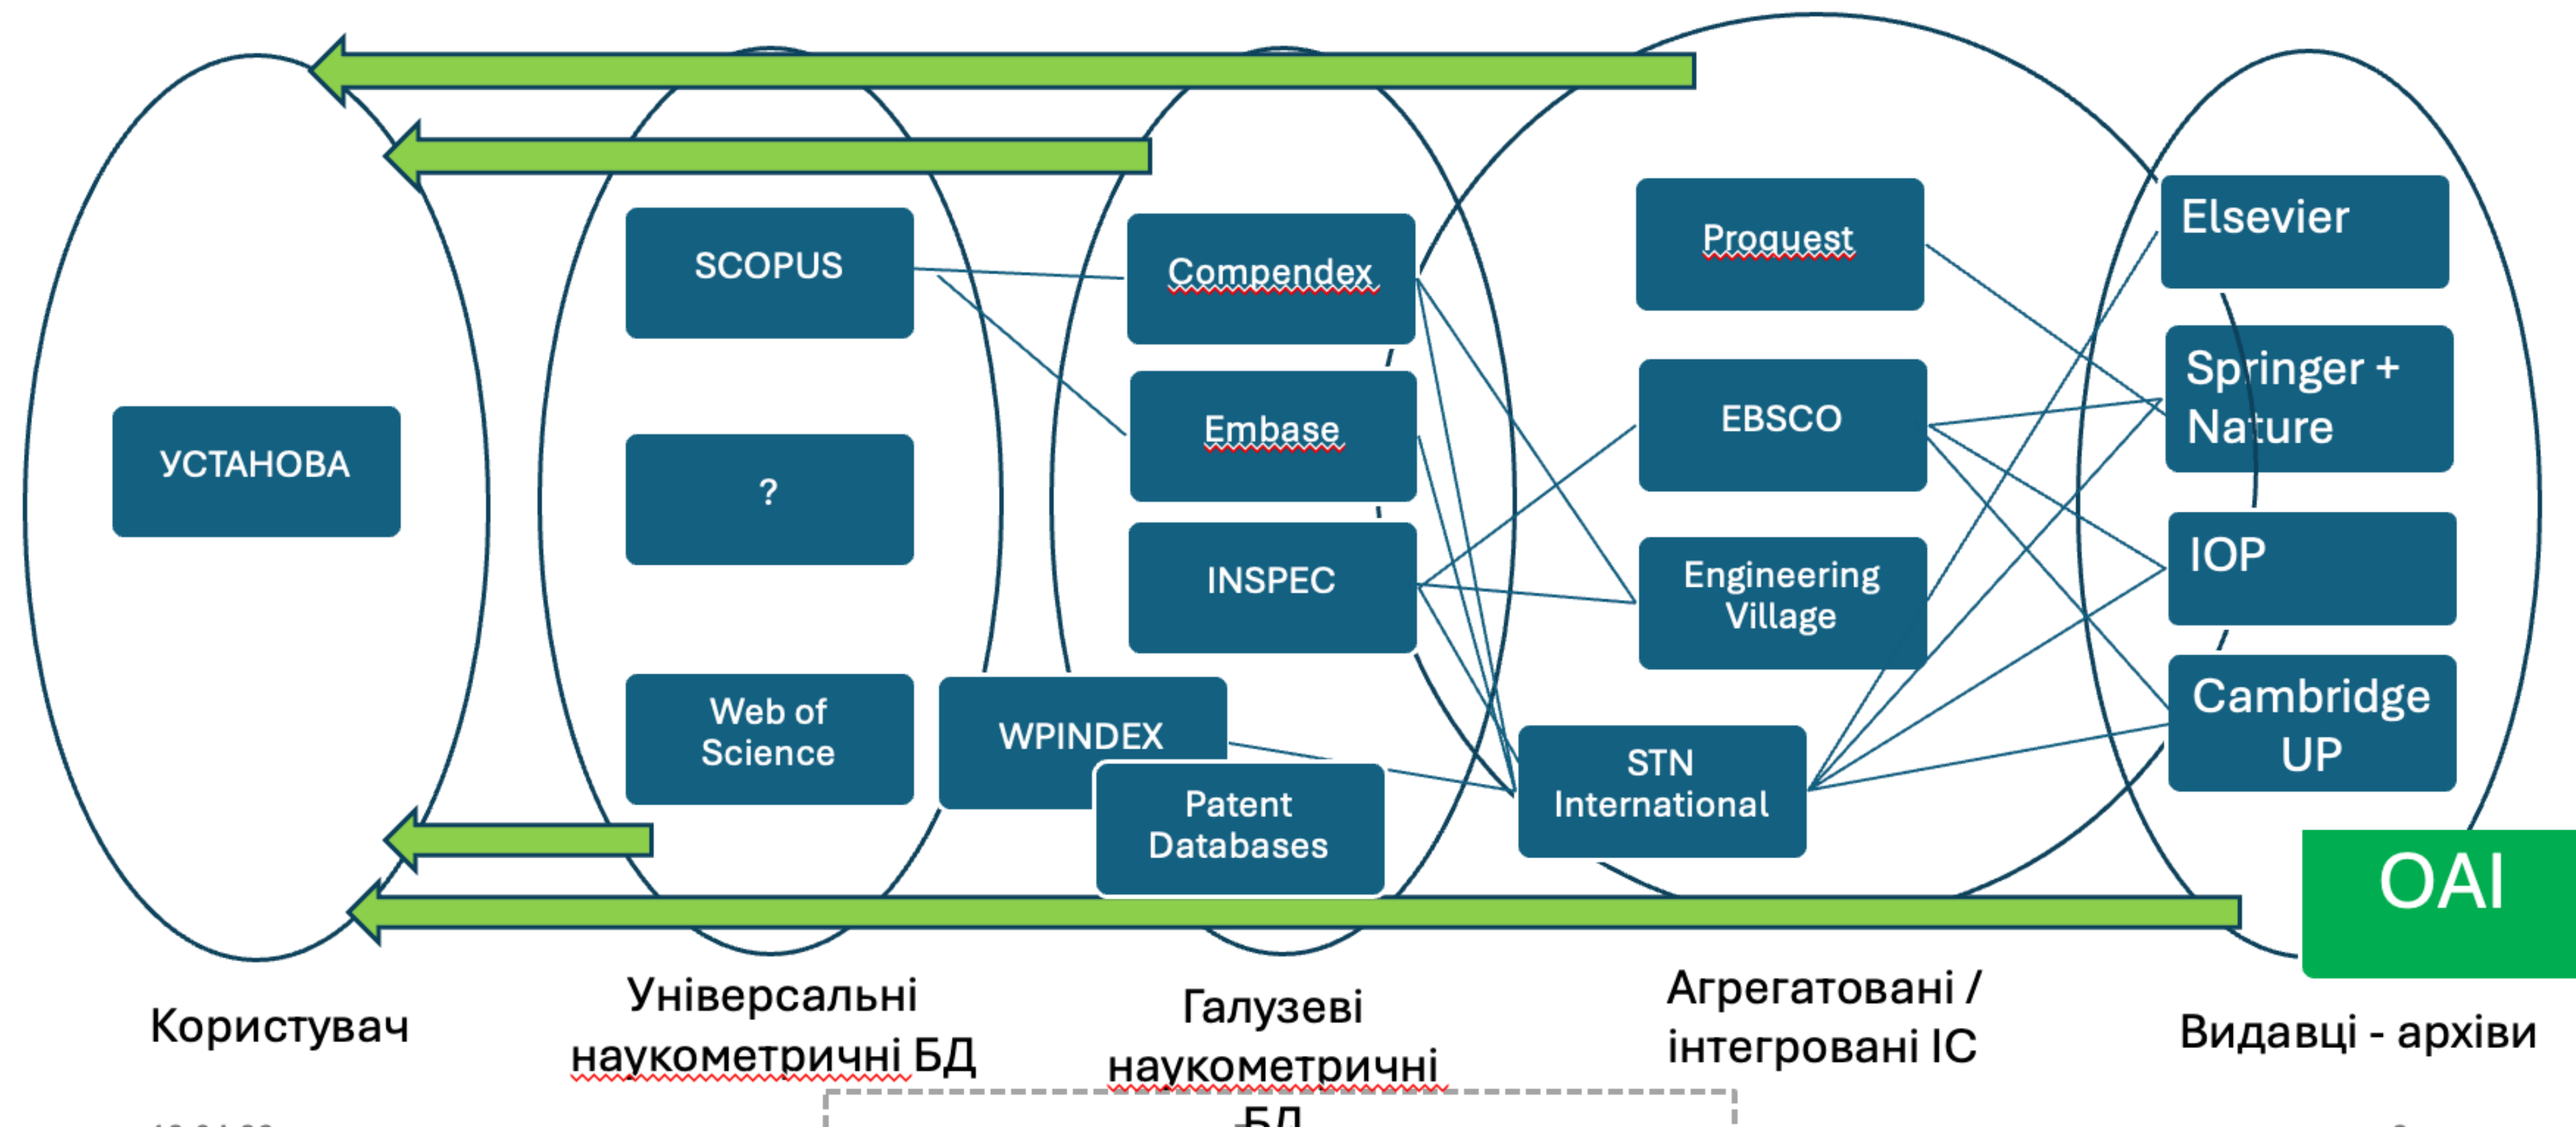 УСТАНОВА
SCOPUS
?
Web of
Science
WPINDEX
Compendex
Embase
INSPEC
Patent
Databases
Proquest
EBSCO
Engineering
Village
STN
International
Elsevier
Springer +
Nature
IOP
Cambridge
UP
OAI
Користувач
Універсальні
наукометричні БД
Галузеві
наукометричні
БД
Агрегатовані /
інтегровані ІС
Видавці - архіви